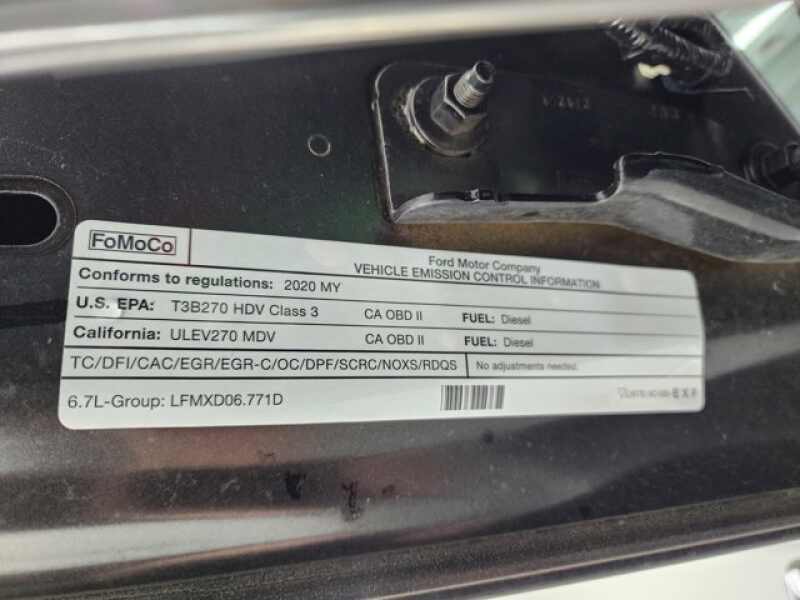 FoMoCo
Ford Motor Company
VEHICLE EMISSION CONTROL INFORMATION
Conforms to regulations: 2020 MY
U.S. EPA: T3B270 HDV Class 3 CA OBD II FUEL: Diesel
California: ULEV270 MDV CA OBD II FUEL: Diesel
TC/DFI/CAC/EGR/EGR-C/OC/DPF/SCRC/NOXS/RDQS No adjustments needed.
6.7L-Group: LFMXD06.771D